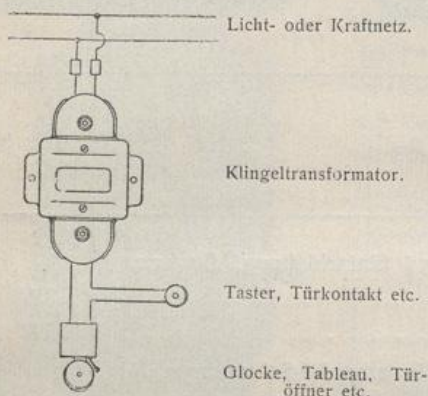 Licht- oder Kraftnetz.
Klingeltransformator.
Taster, Türkontakt etc.
Glocke, Tableau, Tür-
öffner etc.